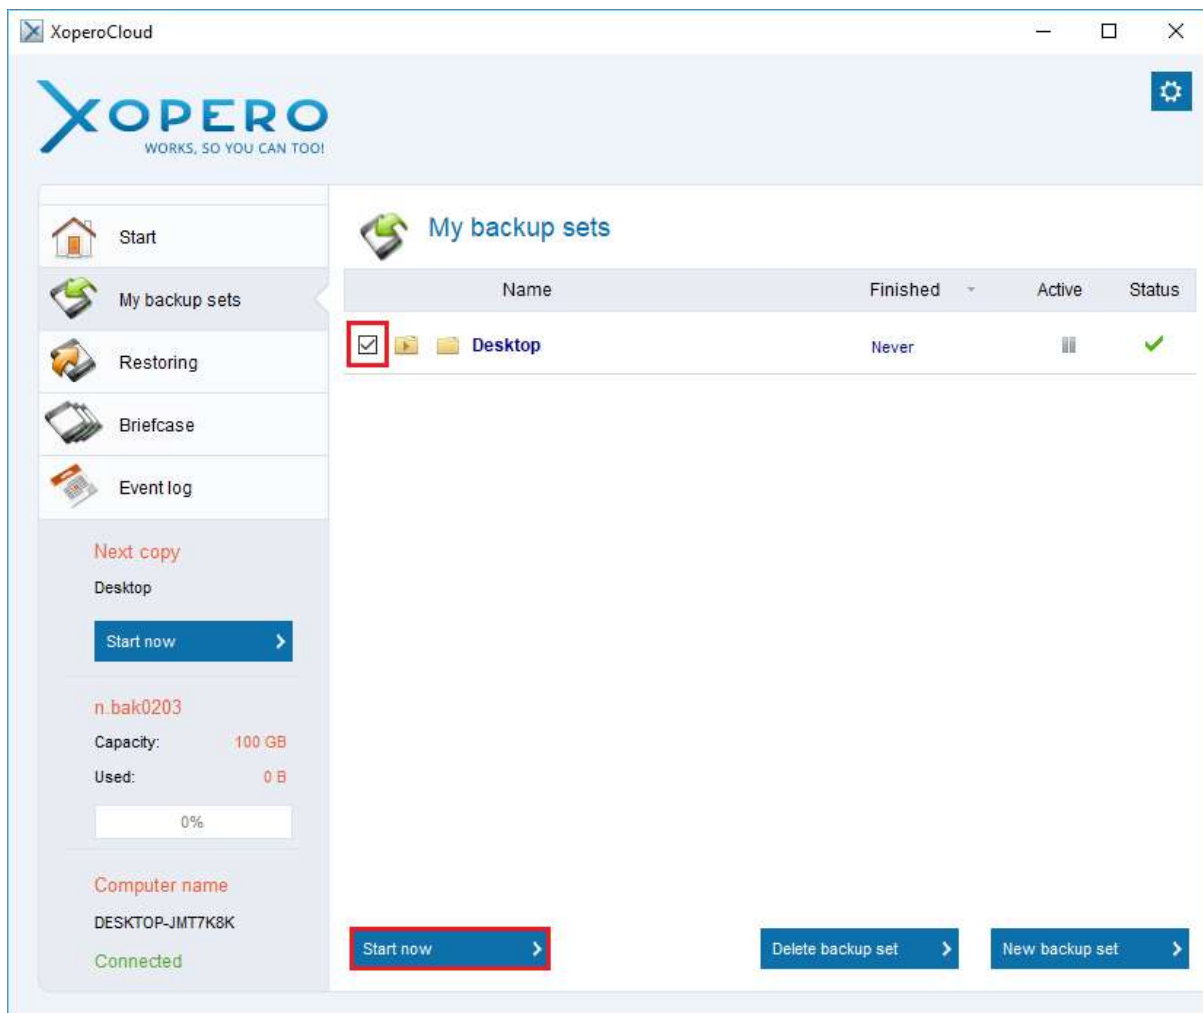 XoperoCloud
XOPERO
WORKS, SO YOU CAN TOO!
Start
My backup sets
Restoring
Briefcase
Event log
Next copy
Desktop
Start now
n.bak0203
Capacity: 100 GB
Used: 0 B
0%
Computer name
DESKTOP-JMT7K8K
Connected
My backup sets
Name Finished Active Status
Desktop Never
Start now Delete backup set New backup set